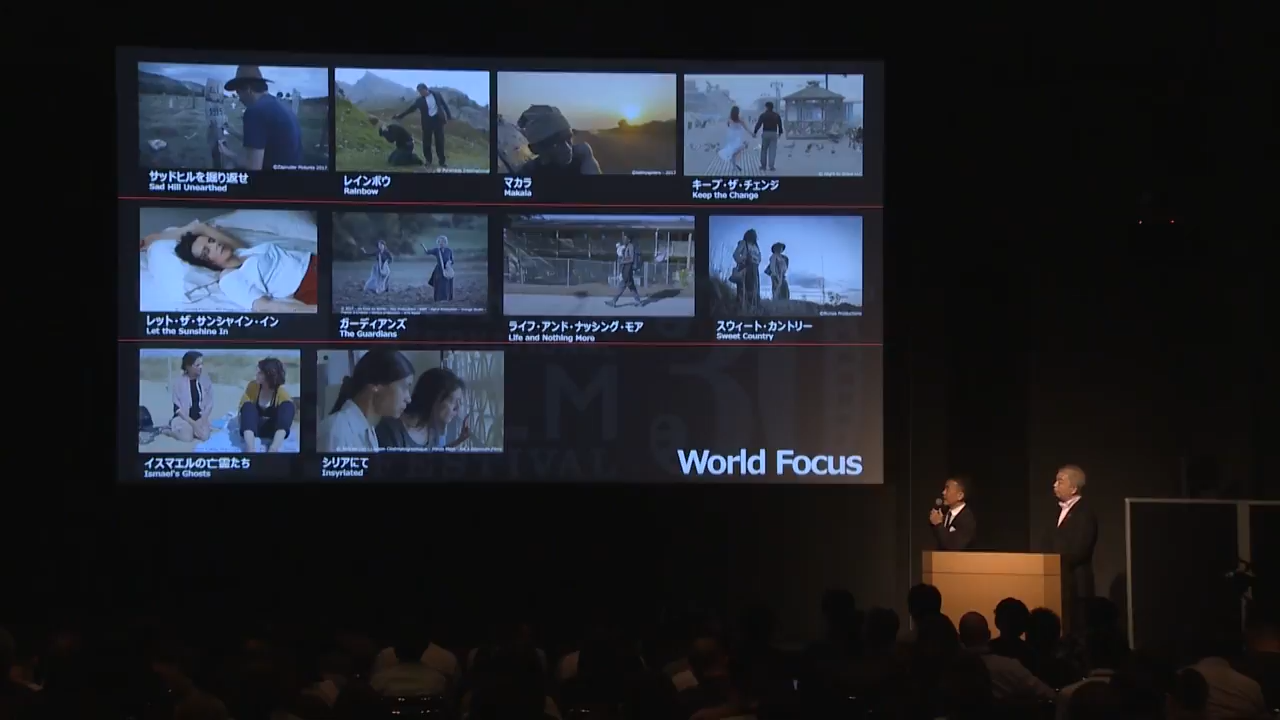 サッドヒルを掘り返せ
Sad Hill Unearthed
レインボウ
Rainbow
マカラ
Makala
キープ・ザ・チェンジ
Keep the Change
レット・ザ・サンシャイン・イン
Let the Sunshine In
ガーディアンズ
The Guardians
ライフ・アンド・ナッシング・モア
Life and Nothing More
スウィート・カントリー
Sweet Country
イスマエルの亡霊たち
Ismael's Ghosts
シリアにて
Insyriated
World Focus